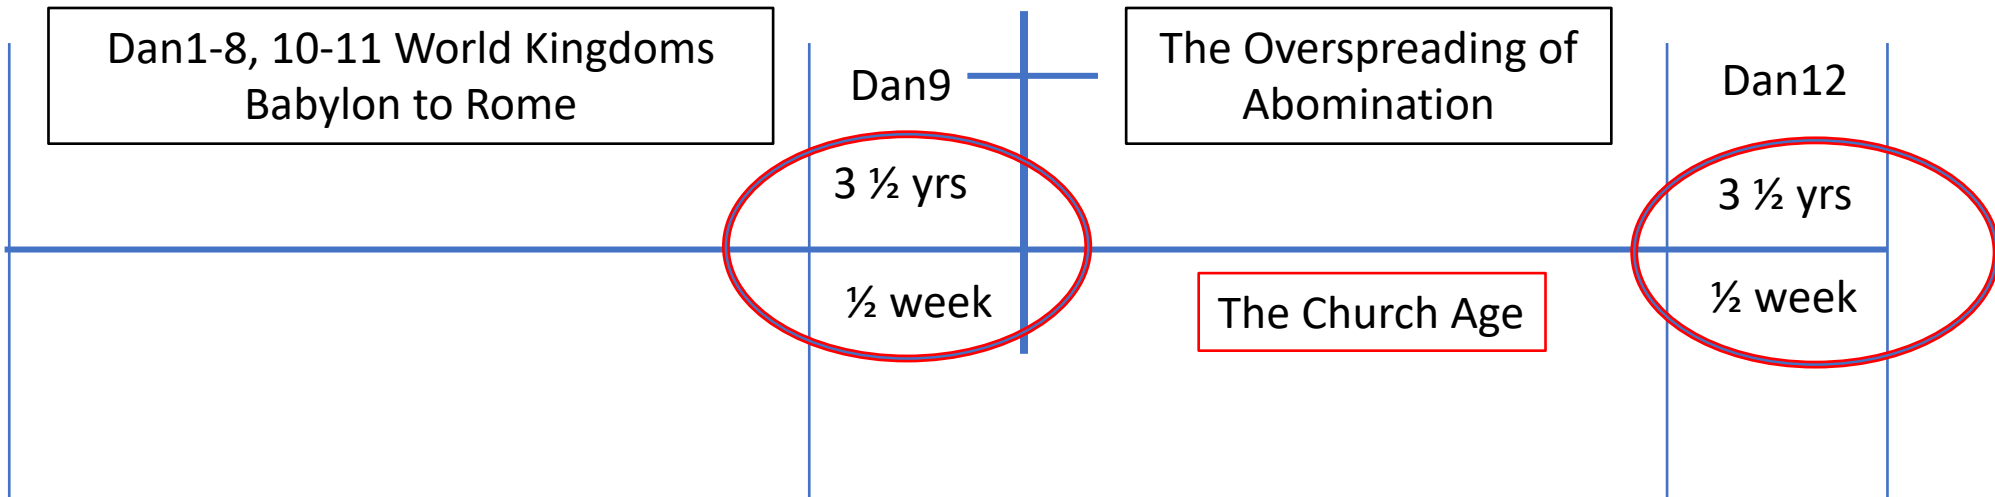 Dan1-8, 10-11 World Kingdoms
Babylon to Rome
Dan9
The Overspreading of
Abomination
Dan12
3 ½ yrs
3 ½ yrs
½ week
The Church Age
½ week